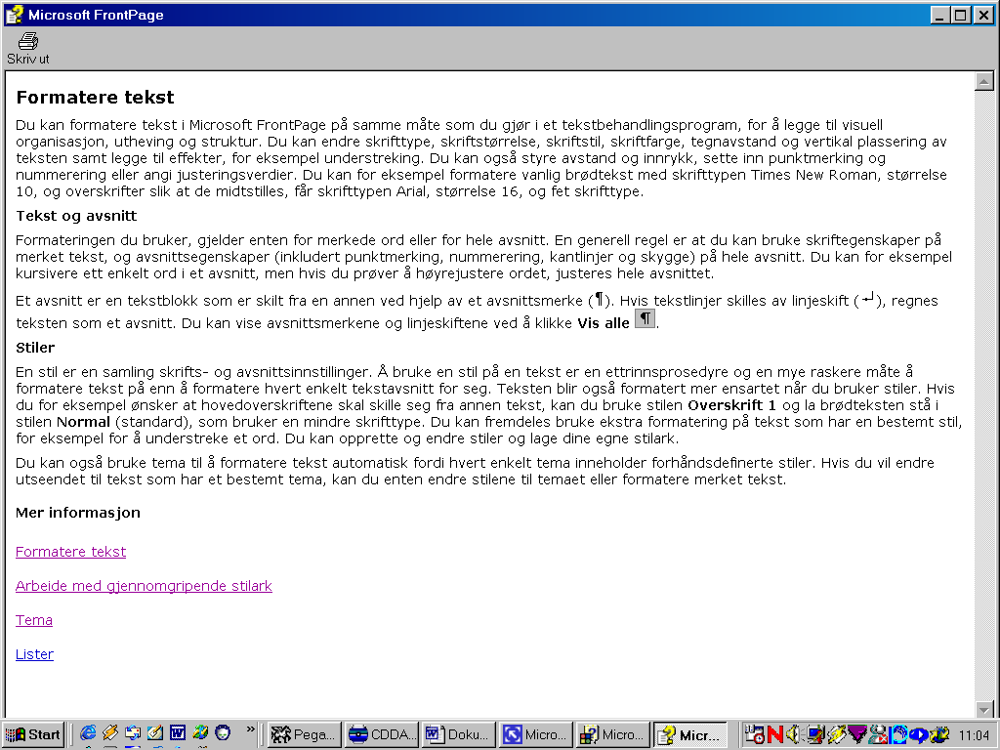 Microsoft FrontPage
Skriv ut
Formatere tekst
Du kan formatere tekst i Microsoft FrontPage på samme måte som du gjør i et tekstbehandlingsprogram, for å legge til visuell
organisasjon, utheving og struktur. Du kan endre skrifttype, skriftstørrelse, skriftstil, skriftfarge, tegnavstand og vertikal plassering av
teksten samt legge til effekter, for eksempel understreking. Du kan også styre avstand og innrykk, sette inn punktmerking og
nummerering eller angi justeringsverdier. Du kan for eksempel formatere vanlig brødtekst med skrifttypen Times New Roman, størrelse
10, og overskrifter slik at de midtstilles, får skrifttypen Arial, størrelse 16, og fet skrifttype.
Tekst og avsnitt
Formateringen du bruker, gjelder enten for merkede ord eller for hele avsnitt. En generell regel er at du kan bruke skriftegenskaper på
merket tekst, og avsnittsegenskaper (inkludert punktmerking, nummerering, kantlinjer og skygge) på hele avsnitt. Du kan for eksempel
kursivere ett enkelt ord i et avsnitt, men hvis du prøver å høyrejustere ordet, justeres hele avsnittet.
Et avsnitt er en tekstblokk som er skilt fra en annen ved hjelp av et avsnittsmerke (¶). Hvis tekstlinjer skilles av linjeskift (↵), regnes
teksten som et avsnitt. Du kan vise avsnittsmerkene og linjeskiftene ved å klikke Vis alle ¶.
Stiler
En stil er en samling skrifts- og avsnittsinnstillinger. Å bruke en stil på en tekst er en ettrinnsprosedyre og en mye raskere måte å
formatere tekst på enn å formatere hvert enkelt tekstavsnitt for seg. Teksten blir også formatert mer ensartet når du bruker stiler. Hvis
du for eksempel ønsker at hovedoverskriftene skal skille seg fra annen tekst, kan du bruke stilen Overskrift 1 og la brødteksten stå i
stilen Normal (standard), som bruker en mindre skrifttype. Du kan fremdeles bruke ekstra formatering på tekst som har en bestemt stil,
for eksempel for å understreke et ord. Du kan opprette og endre stiler og lage dine egne stilark.
Du kan også bruke tema til å formatere tekst automatisk fordi hvert enkelt tema inneholder forhåndsdefinerte stiler. Hvis du vil endre
utseendet til tekst som har et bestemt tema, kan du enten endre stilene til temaet eller formatere merket tekst.
Mer informasjon
Formatere tekst
Arbeide med gjennomgripende stilark
Tema
Lister
Start » Pega... CDDA... Doku... Micro... Micro... Micr... 11:04